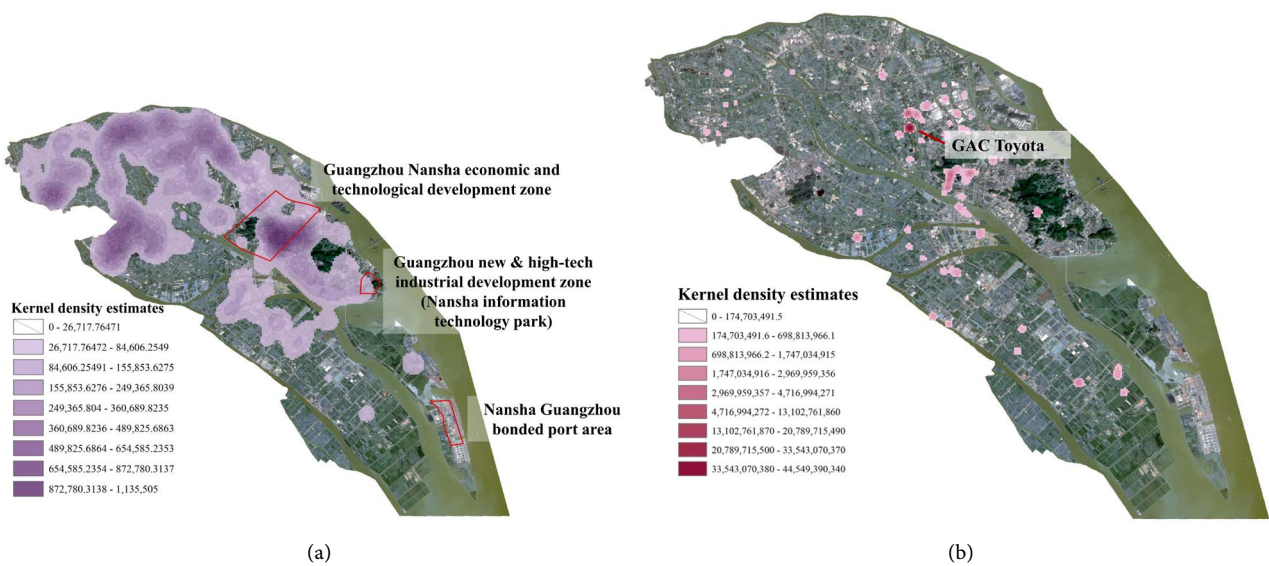 Guangzhou Nansha economic and
technological development zone
Guangzhou new & high-tech
industrial development zone
(Nansha information
technology park)
Nansha Guangzhou
bonded port area
Kernel density estimates
0 - 26,717.76471
26,717.76472 - 84,606.2549
84,606.25491 - 155,853.6275
155,853.6276 - 249,365.8039
249,365.804 - 360,689.8235
360,689.8236 - 489,825.6863
489,825.6864 - 654,585.2353
654,585.2354 - 872,780.3137
872,780.3138 - 1,135,505
(a)
GAC Toyota
Kernel density estimates
0 - 174,703,491.5
174,703,491.6 - 698,813,966.1
698,813,966.2 - 1,747,034,915
1,747,034,916 - 2,969,959,356
2,969,959,357 - 4,716,994,271
4,716,994,272 - 13,102,761,860
13,102,761,870 - 20,789,715,490
20,789,715,500 - 33,543,070,370
33,543,070,380 - 44,549,390,340
(b)